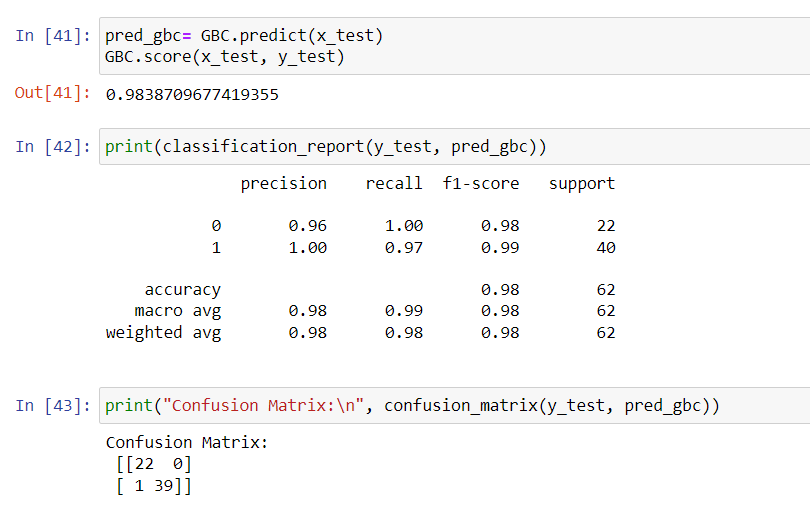 In [41]: pred_gbc= GBC.predict(x_test)
GBC.score(x_test, y_test)
Out[41]: 0.9838709677419355
In [42]: print(classification_report(y_test, pred_gbc))
precision recall f1-score support
0 0.96 1.00 0.98 22
1 1.00 0.97 0.99 40
accuracy 0.98 62
macro avg 0.98 0.99 0.98 62
weighted avg 0.98 0.98 0.98 62
In [43]: print("Confusion Matrix:\n", confusion_matrix(y_test, pred_gbc))
Confusion Matrix:
[[22 0]
[ 1 39]]